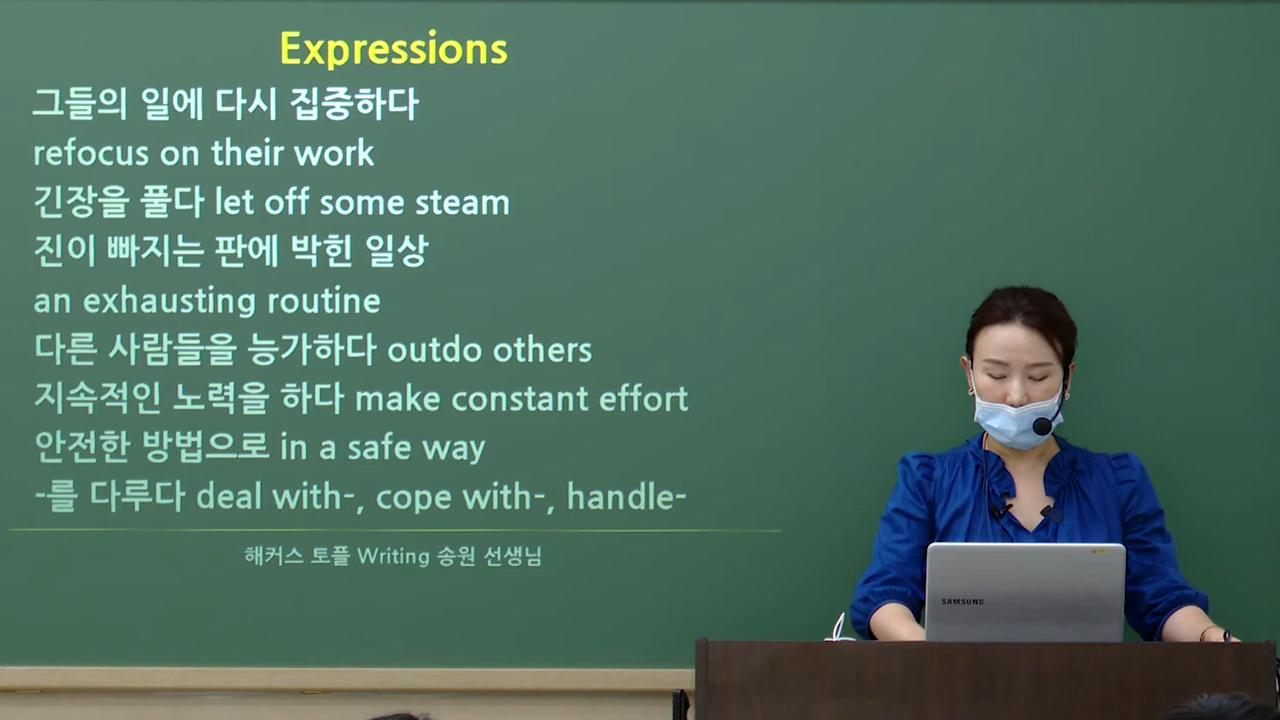 Expressions
그들의 일에 다시 집중하다
refocus on their work
긴장을 풀다 let off some steam
진이 빠지는 판에 박힌 일상
an exhausting routine
다른 사람들을 능가하다 outdo others
지속적인 노력을 하다 make constant effort
안전한 방법으로 in a safe way
-를 다루다 deal with-, cope with-, handle-
해커스 토플 Writing 송원 선생님
SAMSUNG